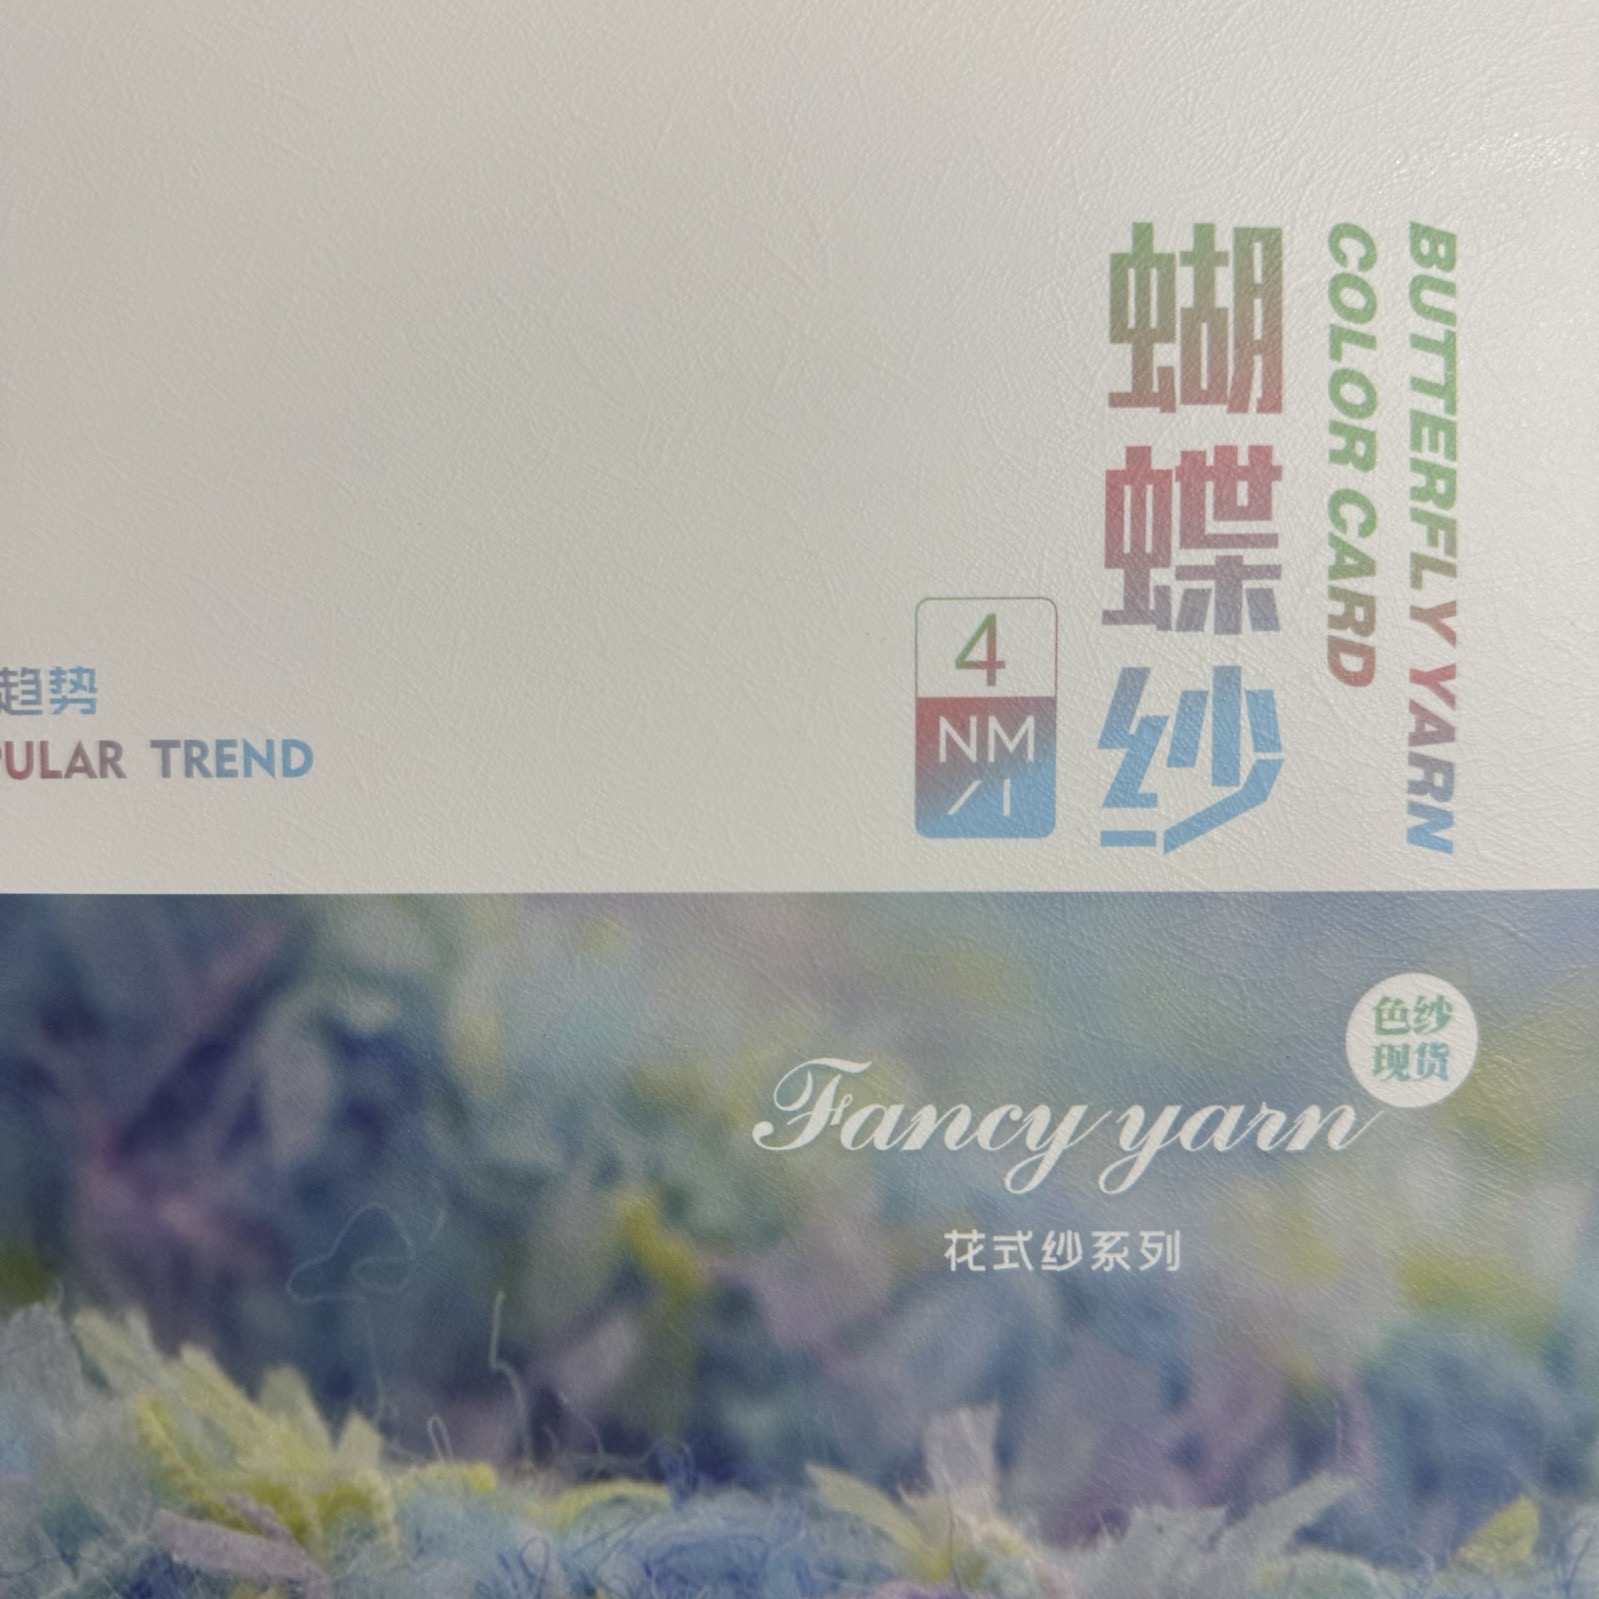 BUTTERFLY YARN
COLOR CARD
蝴蝶纱
4
NM
/1
趋势
PULAR TREND
色纱
现货
Fancy yarn
花式纱系列